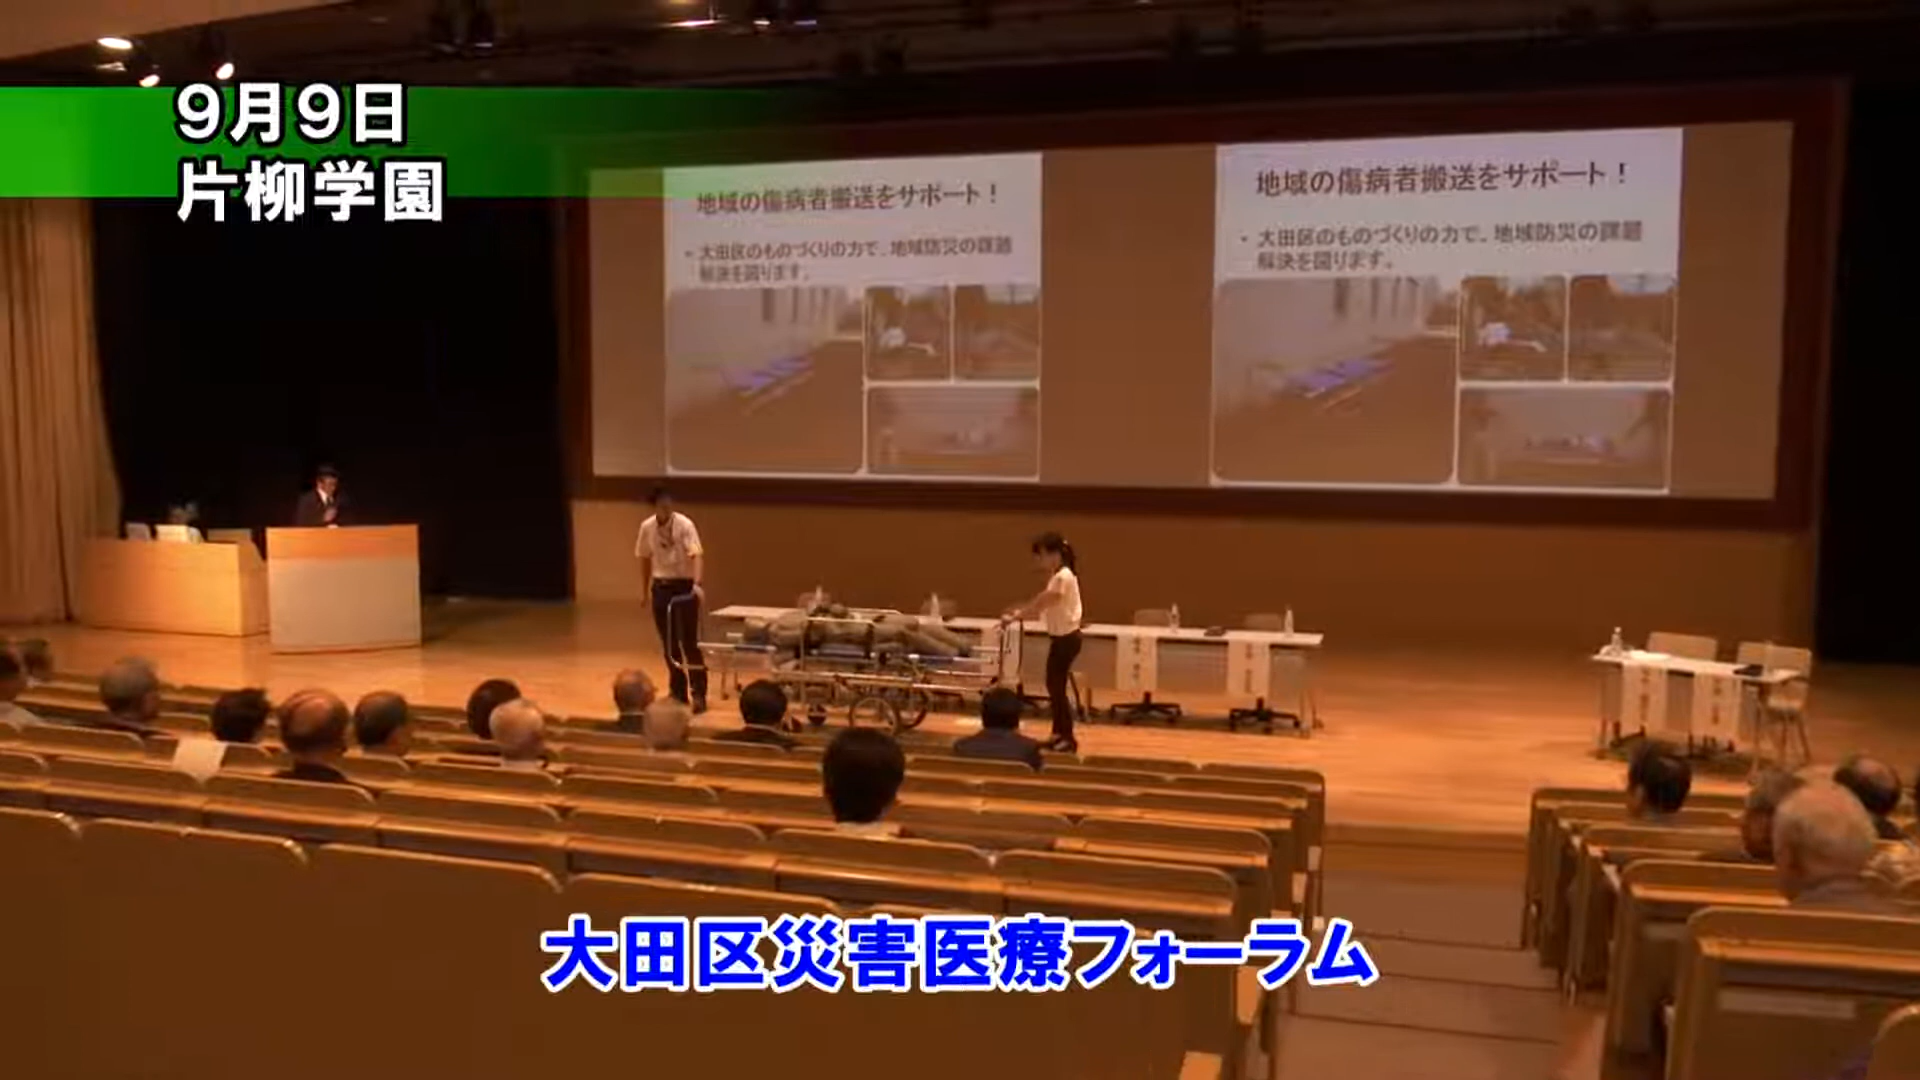 9月9日
片柳学園
地域の傷病者搬送をサポート！
・大田区のものづくりの力で、地域防災の課題
解決を図ります。
地域の傷病者搬送をサポート！
・大田区のものづくりの力で、地域防災の課題
解決を図ります。
大田区災害医療フォーラム